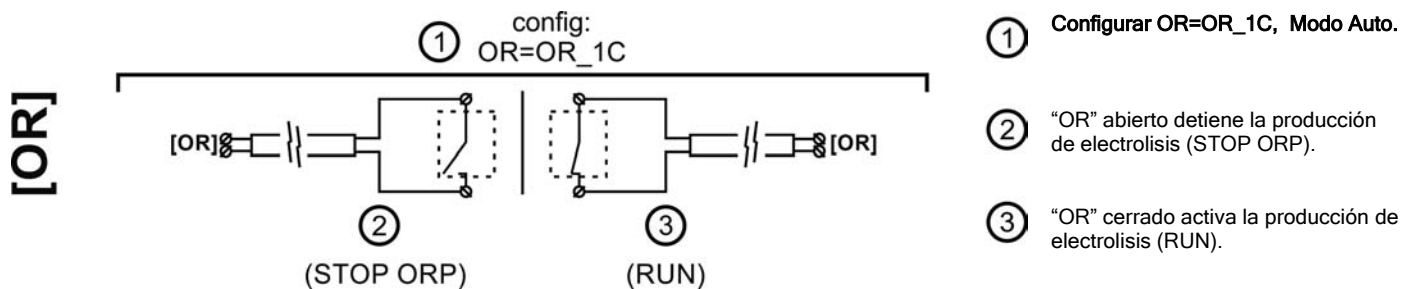 [OR]
1
config:
OR=OR_1C
[OR]
[OR]
2
3
(STOP ORP)
(RUN)
1
Configurar OR=OR_1C, Modo Auto.
2
“OR” abierto detiene la producción
de electrolisis (STOP ORP).
3
“OR” cerrado activa la producción de
electrolisis (RUN).